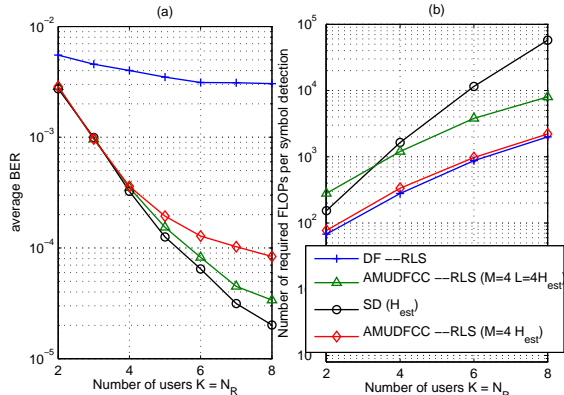 (a)
10^-2
10^-3
10^-4
10^-5
average BER
2 3 4 5 6 7 8
Number of users K = N_R
(b)
10^5
10^4
10^3
10^2
10
10
Number of required FLOPs per symbol detection
DF −−RLS
AMUDFCC −−RLS (M=4 L=4H_est
SD (H_est)
AMUDFCC −−RLS (M=4 H_est)
2 4 6 8
Number of users K = N_R